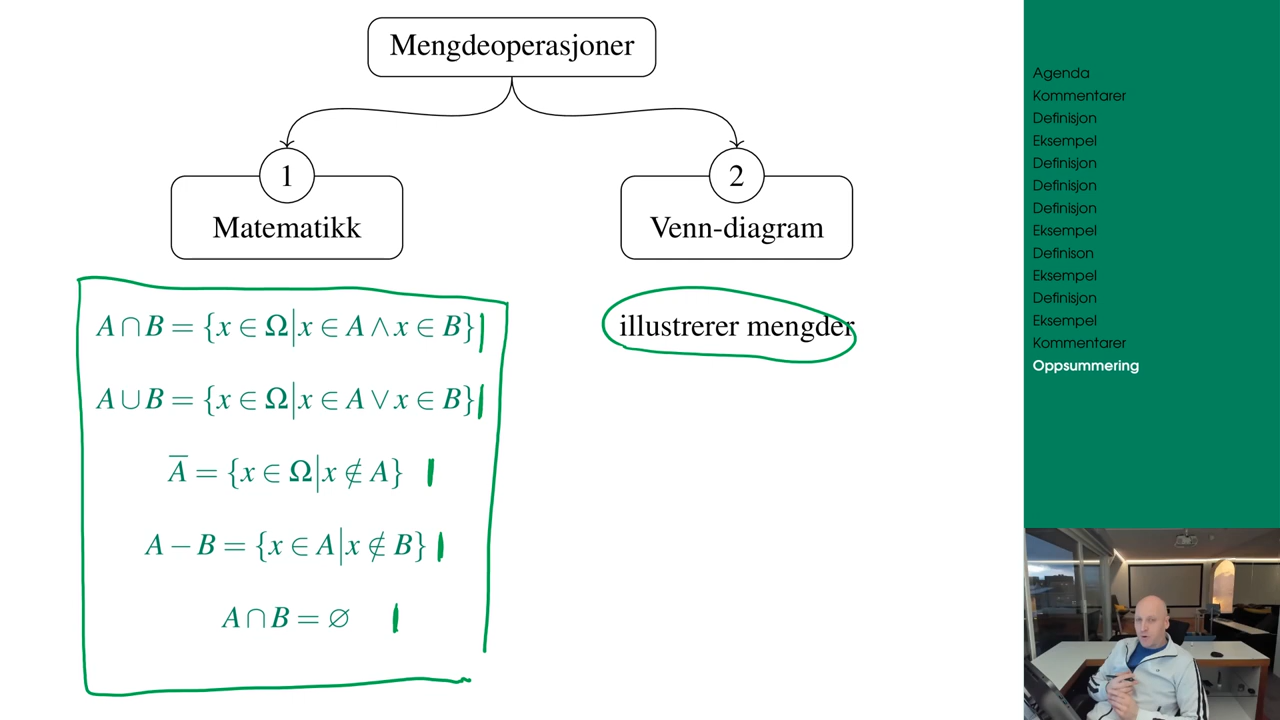 Mengdeoperasjoner
1
Matematikk
2
Venn-diagram
A ∩ B = {x ∈ Ω|x ∈ A ∧ x ∈ B}
A ∪ B = {x ∈ Ω|x ∈ A ∨ x ∈ B}
A̅ = {x ∈ Ω|x ∉ A}
A − B = {x ∈ A|x ∉ B}
A ∩ B = ∅
illustrerer mengder
Agenda
Kommentarer
Definisjon
Eksempel
Definisjon
Definisjon
Definisjon
Eksempel
Definison
Eksempel
Definisjon
Eksempel
Kommentarer
Oppsummering